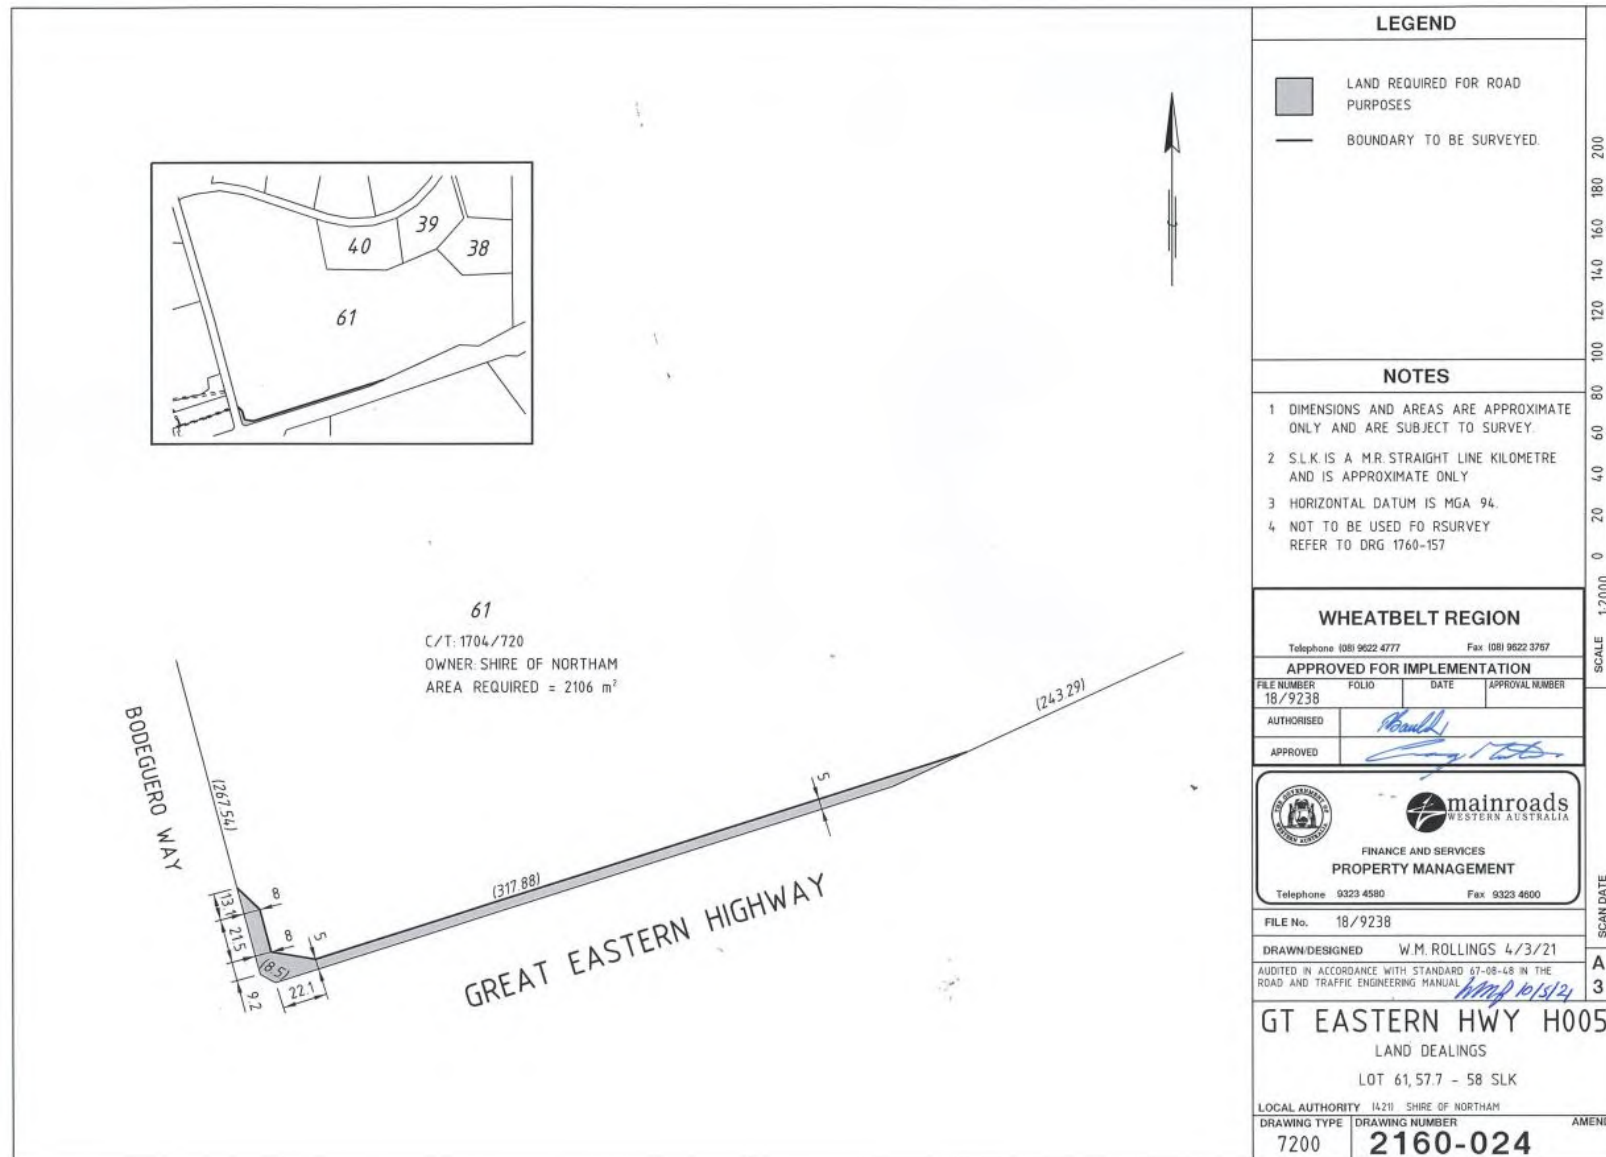 40
39
38
61
61
C/T: 1704/720
OWNER: SHIRE OF NORTHAM
AREA REQUIRED = 2106 m²
BODEGUERO WAY
(267.54)
(13.1)
21.5
9.2
8
8
(8.5)
22.1
5
(317.88)
5
(243.29)
GREAT EASTERN HIGHWAY
LEGEND
LAND REQUIRED FOR ROAD
PURPOSES
BOUNDARY TO BE SURVEYED.
NOTES
1 DIMENSIONS AND AREAS ARE APPROXIMATE
ONLY AND ARE SUBJECT TO SURVEY.
2 S.L.K. IS A M.R. STRAIGHT LINE KILOMETRE
AND IS APPROXIMATE ONLY
3 HORIZONTAL DATUM IS MGA 94.
4 NOT TO BE USED FO RSURVEY
REFER TO DRG 1760-157
WHEATBELT REGION
Telephone (08) 9622 4777 Fax (08) 9622 3767
APPROVED FOR IMPLEMENTATION
FILE NUMBER FOLIO DATE APPROVAL NUMBER
18/9238
AUTHORISED
APPROVED
THE GOVERNMENT OF
WESTERN AUSTRALIA
mainroads
WESTERN AUSTRALIA
FINANCE AND SERVICES
PROPERTY MANAGEMENT
Telephone 9323 4580 Fax 9323 4600
FILE No. 18/9238
DRAWN/DESIGNED W.M. ROLLINGS 4/3/21
AUDITED IN ACCORDANCE WITH STANDARD 67-08-48 IN THE
ROAD AND TRAFFIC ENGINEERING MANUAL 10/5/21
GT EASTERN HWY H005
LAND DEALINGS
LOT 61, 57.7 - 58 SLK
LOCAL AUTHORITY (421) SHIRE OF NORTHAM
DRAWING TYPE DRAWING NUMBER AMEND
7200 2160-024
SCALE 1:2000 0 20 40 60 80 100 120 140 160 180 200
SCAN DATE
A
3